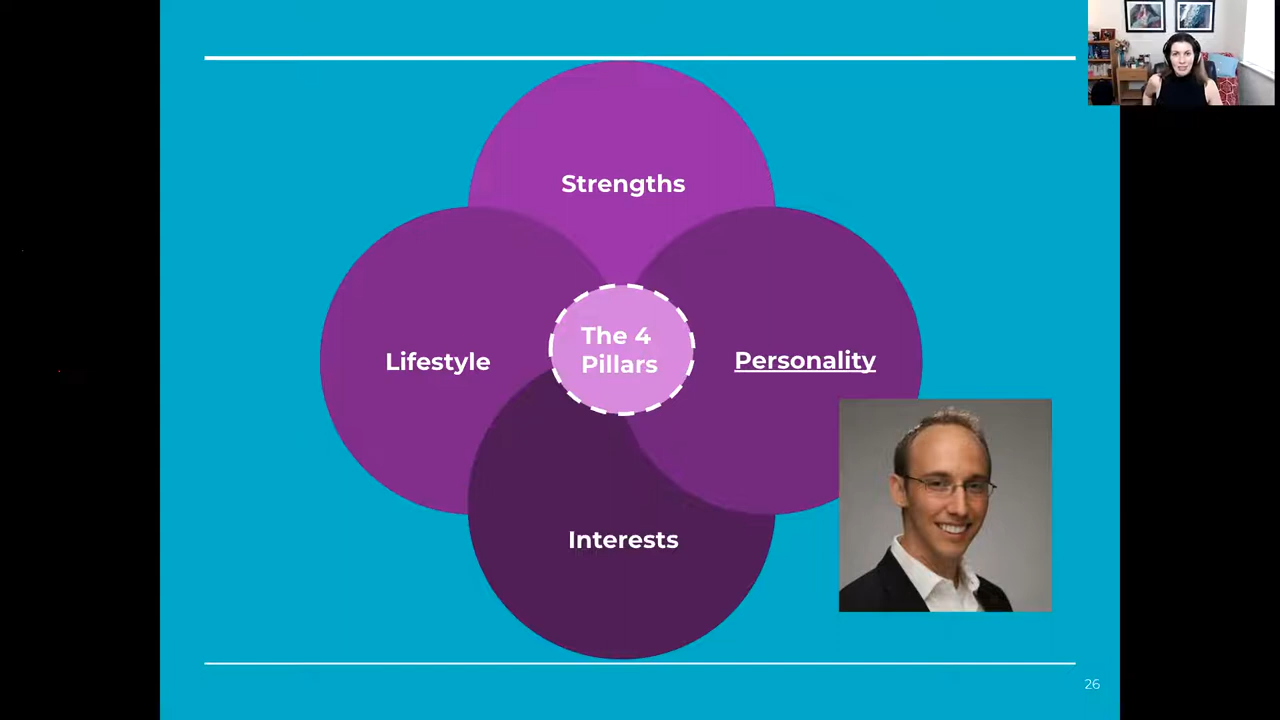 Strengths
The 4
Pillars
Lifestyle
Personality
Interests
26